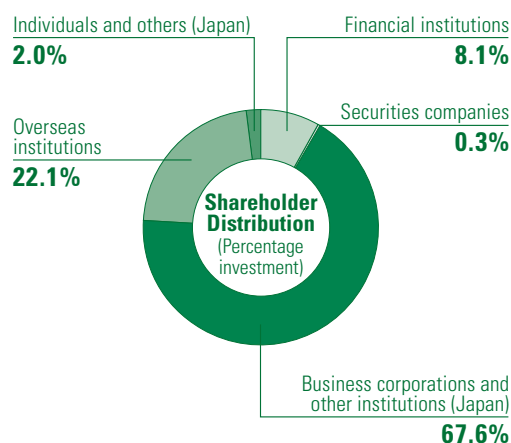 Individuals and others (Japan)
2.0%
Financial institutions
8.1%
Securities companies
0.3%
Overseas
institutions
22.1%
Shareholder
Distribution
(Percentage
investment)
Business corporations and
other institutions (Japan)
67.6%